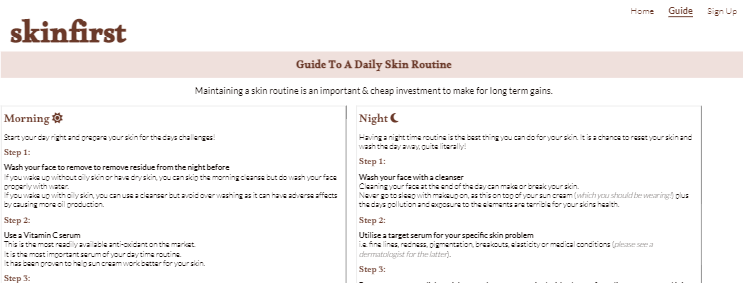 Home Guide Sign Up
skinfirst
Guide To A Daily Skin Routine
Maintaining a skin routine is an important & cheap investment to make for long term gains.
Morning
Start your day right and prepare your skin for the days challenges!
Step 1:
Wash your face to remove to remove residue from the night before
If you wake up without oily skin or have dry skin, you can skip the morning cleanse but do wash your face
properly with water.
If you wake up with oily skin, you can use a cleanser but avoid over washing as it can have adverse affects
by causing more oil production.
Step 2:
Use a Vitamin C serum
This is the most readily available anti-oxidant on the market.
It is the most important serum of your day time routine.
It has been proven to help sun cream work better for your skin.
Step 3:
Night
Having a night time routine is the best thing you can do for your skin. It is a chance to reset your skin and
wash the day away, quite literally!
Step 1:
Wash your face with a cleanser
Cleaning your face at the end of the day can make or break your skin.
Never go to sleep with makeup on, as this on top of your sun cream (which you should be wearing!) plus
the days pollution and exposure to the elements are terrible for your skins health.
Step 2:
Utilise a target serum for your specific skin problem
i.e. fine lines, redness, pigmentation, breakouts, elasticity or medical conditions (please see a
dermatologist for the latter).
Step 3: